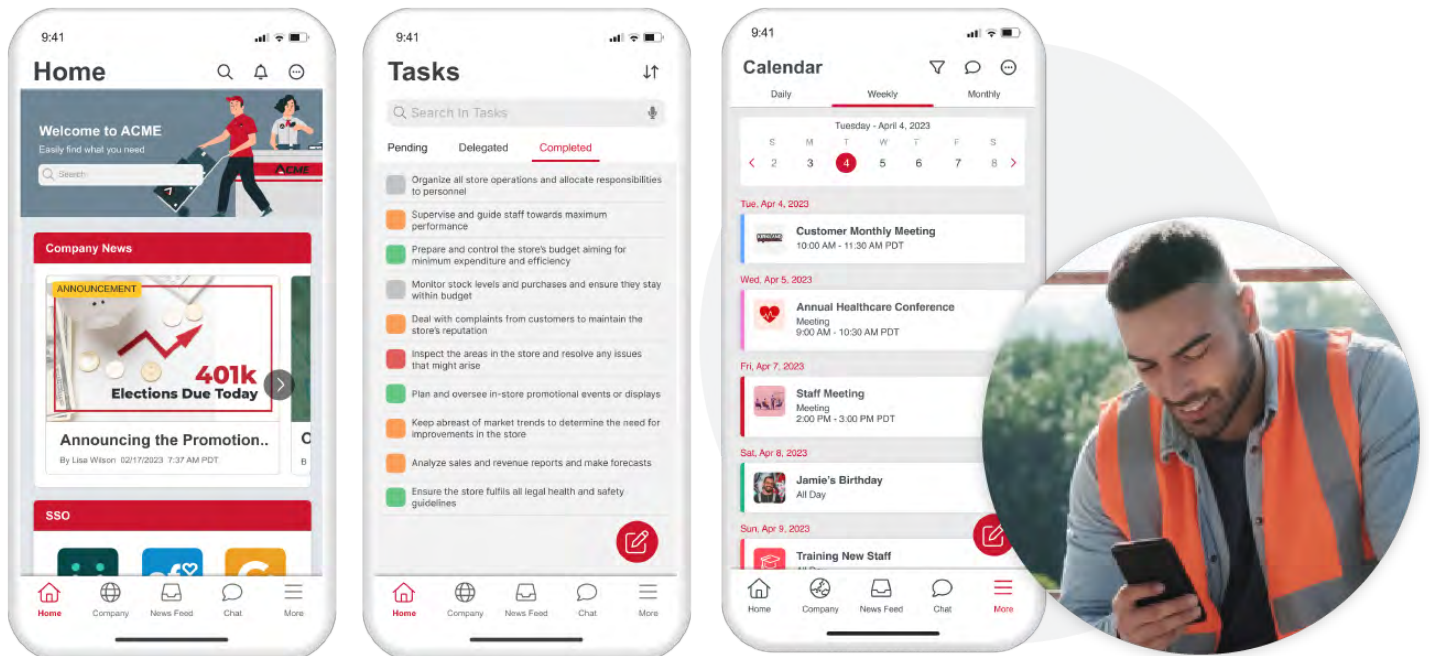 9:41
Home
Welcome to ACME
Easily find what you need
Search
ACME
Company News
ANNOUNCEMENT
401k
Elections Due Today
Announcing the Promotion..
By Lisa Wilson 02/17/2023 7:37 AM PDT
C
B
SSO
Home
Company
News Feed
Chat
More
9:41
Tasks
Search In Tasks
Pending
Delegated
Completed
Organize all store operations and allocate responsibilities
to personnel
Supervise and guide staff towards maximum
performance
Prepare and control the store's budget aiming for
minimum expenditure and efficiency
Monitor stock levels and purchases and ensure they stay
within budget
Deal with complaints from customers to maintain the
store's reputation
Inspect the areas in the store and resolve any issues
that might arise
Plan and oversee in-store promotional events or displays
Keep abreast of market trends to determine the need for
improvements in the store
Analyze sales and revenue reports and make forecasts
Ensure the store fulfils all legal health and safety
guidelines
Home
Company
News Feed
Chat
More
9:41
Calendar
Daily
Weekly
Monthly
Tuesday - April 4, 2023
S M T W T F S
2 3 4 5 6 7 8
Tue, Apr 4, 2023
Customer Monthly Meeting
10:00 AM - 11:30 AM PDT
Wed, Apr 5, 2023
Annual Healthcare Conference
Meeting
9:00 AM - 10:30 AM PDT
Fri, Apr 7, 2023
Staff Meeting
Meeting
2:00 PM - 3:00 PM PDT
Sat, Apr 8, 2023
Jamie's Birthday
All Day
Sun, Apr 9, 2023
Training New Staff
All Day
Home
Company
News Feed
Chat
More